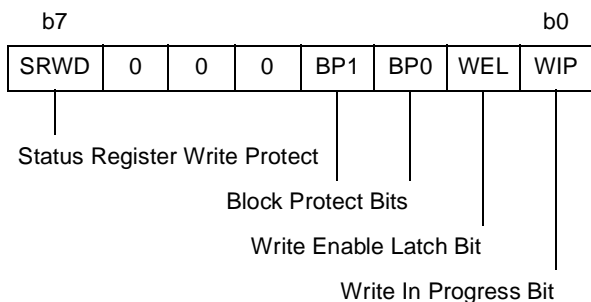 b7 b0
SRWD 0 0 0 BP1 BP0 WEL WIP
Status Register Write Protect
Block Protect Bits
Write Enable Latch Bit
Write In Progress Bit